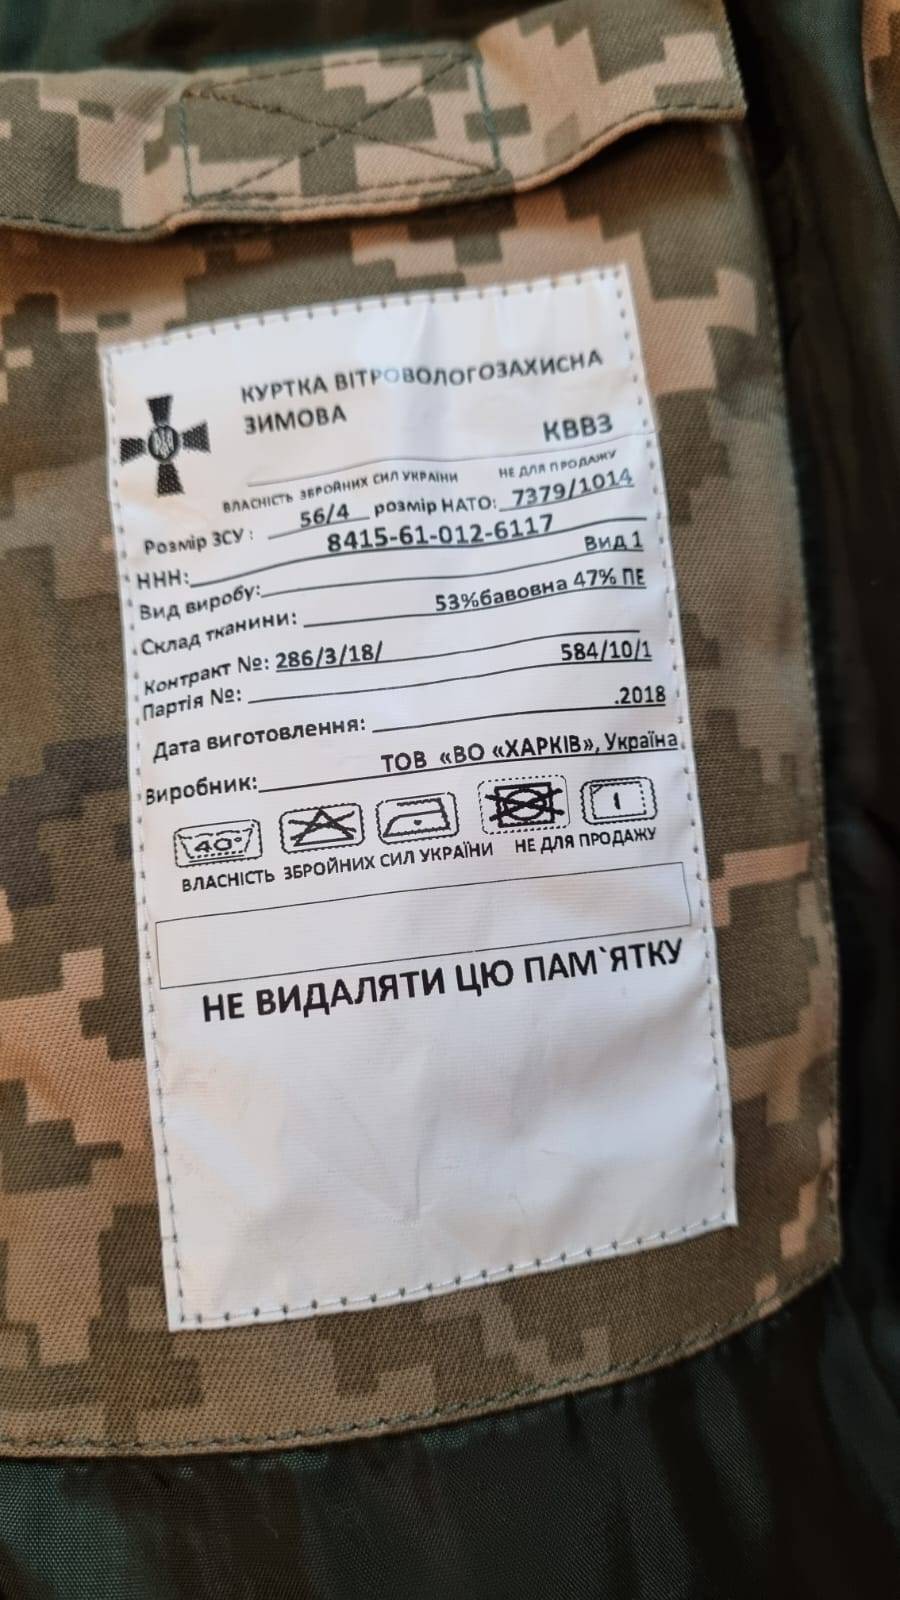 КУРТКА ВІТРОВОЛОГОЗАХИСНА
ЗИМОВА
КВВЗ
ВЛАСНІСТЬ ЗБРОЙНИХ СИЛ УКРАЇНИ НЕ ДЛЯ ПРОДАЖУ
Розмір ЗСУ : 56/4 розмір НАТО: 7379/1014
ННН: 8415-61-012-6117
Вид виробу: Вид 1
Склад тканини: 53%бавовна 47% ПЕ
Контракт №: 286/3/18/
Партія №: 584/10/1
Дата виготовлення: .2018
Виробник: ТОВ «ВО «ХАРКІВ», Україна
40°
ВЛАСНІСТЬ ЗБРОЙНИХ СИЛ УКРАЇНИ НЕ ДЛЯ ПРОДАЖУ
НЕ ВИДАЛЯТИ ЦЮ ПАМ`ЯТКУ